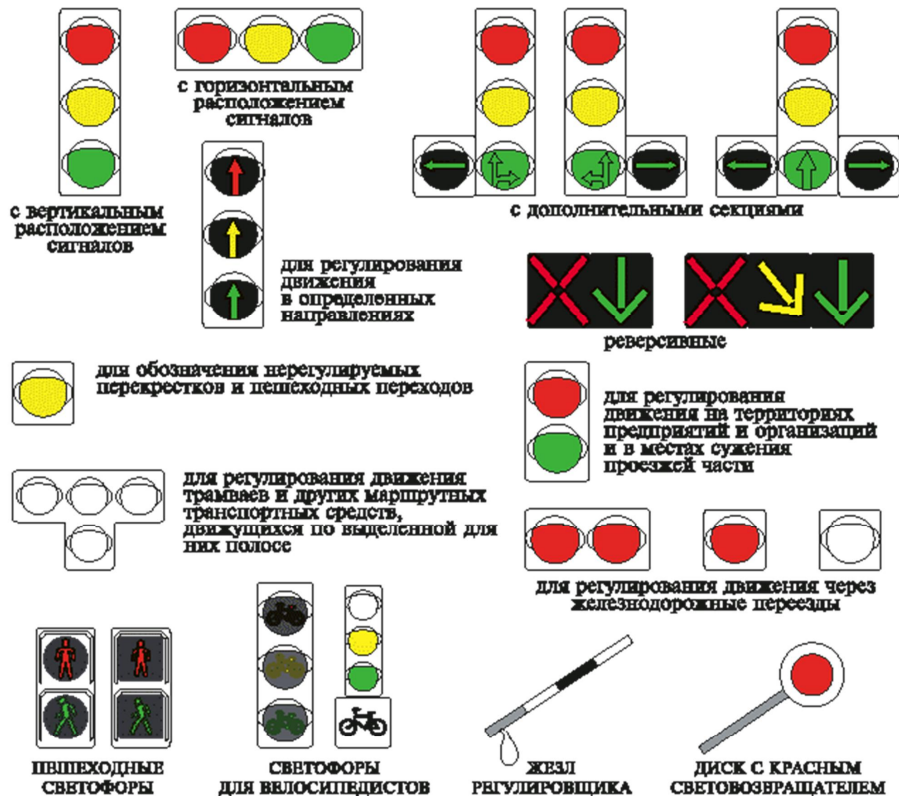 с горизонтальным
расположением
сигналов
с вертикальным
расположением
сигналов
с дополнительными секциями
для регулирования
движения
в определенных
направлениях
реверсивные
для обозначения нерегулируемых
перекрестков и пешеходных переходов
для регулирования
движения на территориях
предприятий и организаций
и в местах сужения
проезжей части
для регулирования движения
трамваев и других маршрутных
транспортных средств,
движущихся по выделенной для
них полосе
для регулирования движения через
железнодорожные переезды
ПЕШЕХОДНЫЕ
СВЕТОФОРЫ
СВЕТОФОРЫ
ДЛЯ ВЕЛОСИПЕДИСТОВ
ЖЕЗЛ
РЕГУЛИРОВЩИКА
ДИСК С КРАСНЫМ
СВЕТОВОЗВРАЩАТЕЛЕМ